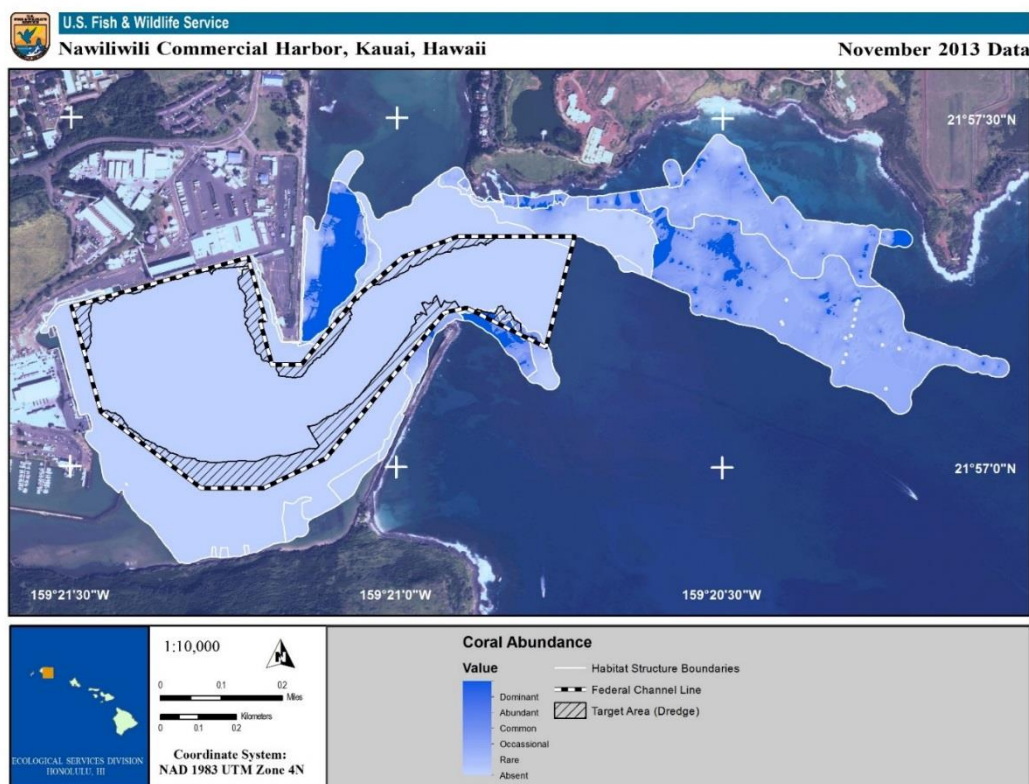 U.S. Fish & Wildlife Service
Nawiliwili Commercial Harbor, Kauai, Hawaii
November 2013 Data
21°57'30"N
21°57'0"N
159°21'30"W
159°21'0"W
159°20'30"W
ECOLOGICAL SERVICES DIVISION
HONOLULU, HI
1:10,000
0 0.1 0.2
Miles
Kilometers
0 0.1 0.2
Coordinate System:
NAD 1983 UTM Zone 4N
Coral Abundance
Value
Dominant
Abundant
Common
Occassional
Rare
Absent
Habitat Structure Boundaries
Federal Channel Line
Target Area (Dredge)